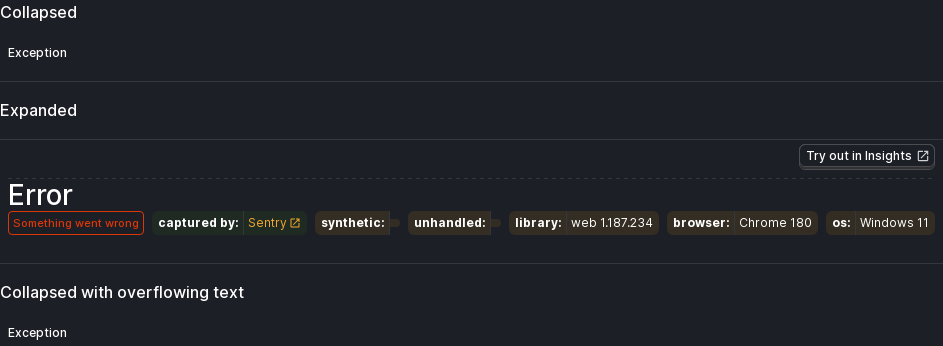 Collapsed
Exception
Expanded
Try out in Insights
Error
Something went wrong captured by: Sentry synthetic: unhandled: library: web 1.187.234 browser: Chrome 180 os: Windows 11
Collapsed with overflowing text
Exception